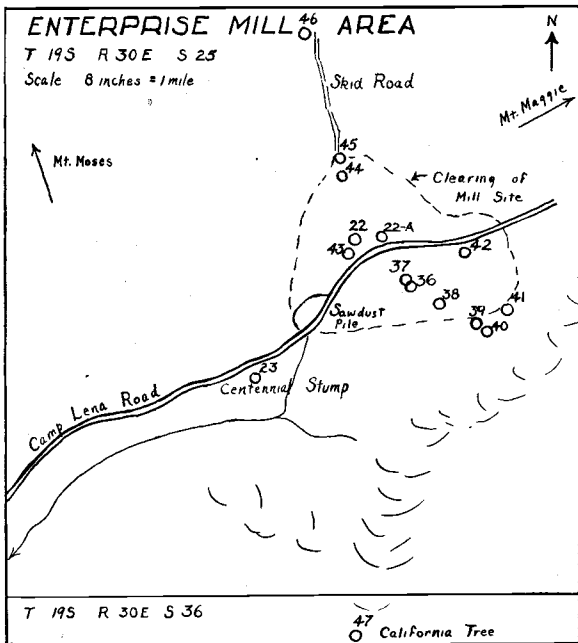 ENTERPRISE MILL AREA
46
N
T 19S R 30E S 25
Scale 8 inches = 1 mile
Skid Road
Mt. Maggie
Mt. Moses
45
44
Clearing of
Mill Site
22
22-A
43
42
37
36
38
39
41
40
Sawdust
Pile
23
Centennial Stump
Camp Lena Road
T 19S R 30E S 36
47
California Tree